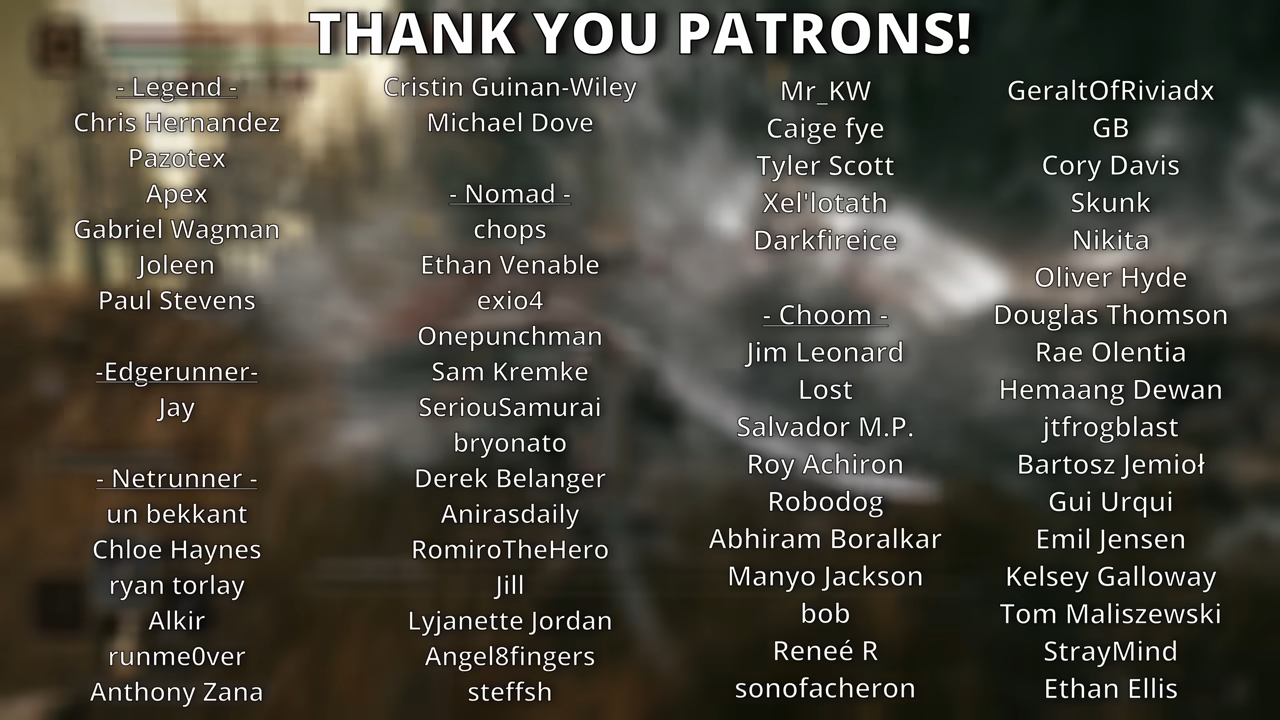 THANK YOU PATRONS!
- Legend -
Chris Hernandez
Pazotex
Apex
Gabriel Wagman
Joleen
Paul Stevens
-Edgerunner-
Jay
- Netrunner -
un bekkant
Chloe Haynes
ryan torlay
Alkir
runme0ver
Anthony Zana
Cristin Guinan-Wiley
Michael Dove
- Nomad -
chops
Ethan Venable
exio4
Onepunchman
Sam Kremke
SeriouSamurai
bryonato
Derek Belanger
Anirasdaily
RomiroTheHero
Jill
Lyjanette Jordan
Angel8fingers
steffsh
Mr_KW
Caige fye
Tyler Scott
Xel'lotath
Darkfireice
- Choom -
Jim Leonard
Lost
Salvador M.P.
Roy Achiron
Robodog
Abhiram Boralkar
Manyo Jackson
bob
Reneé R
sonofacheron
GeraltOfRiviadx
GB
Cory Davis
Skunk
Nikita
Oliver Hyde
Douglas Thomson
Rae Olentia
Hemaang Dewan
jtfrogblast
Bartosz Jemioł
Gui Urqui
Emil Jensen
Kelsey Galloway
Tom Maliszewski
StrayMind
Ethan Ellis